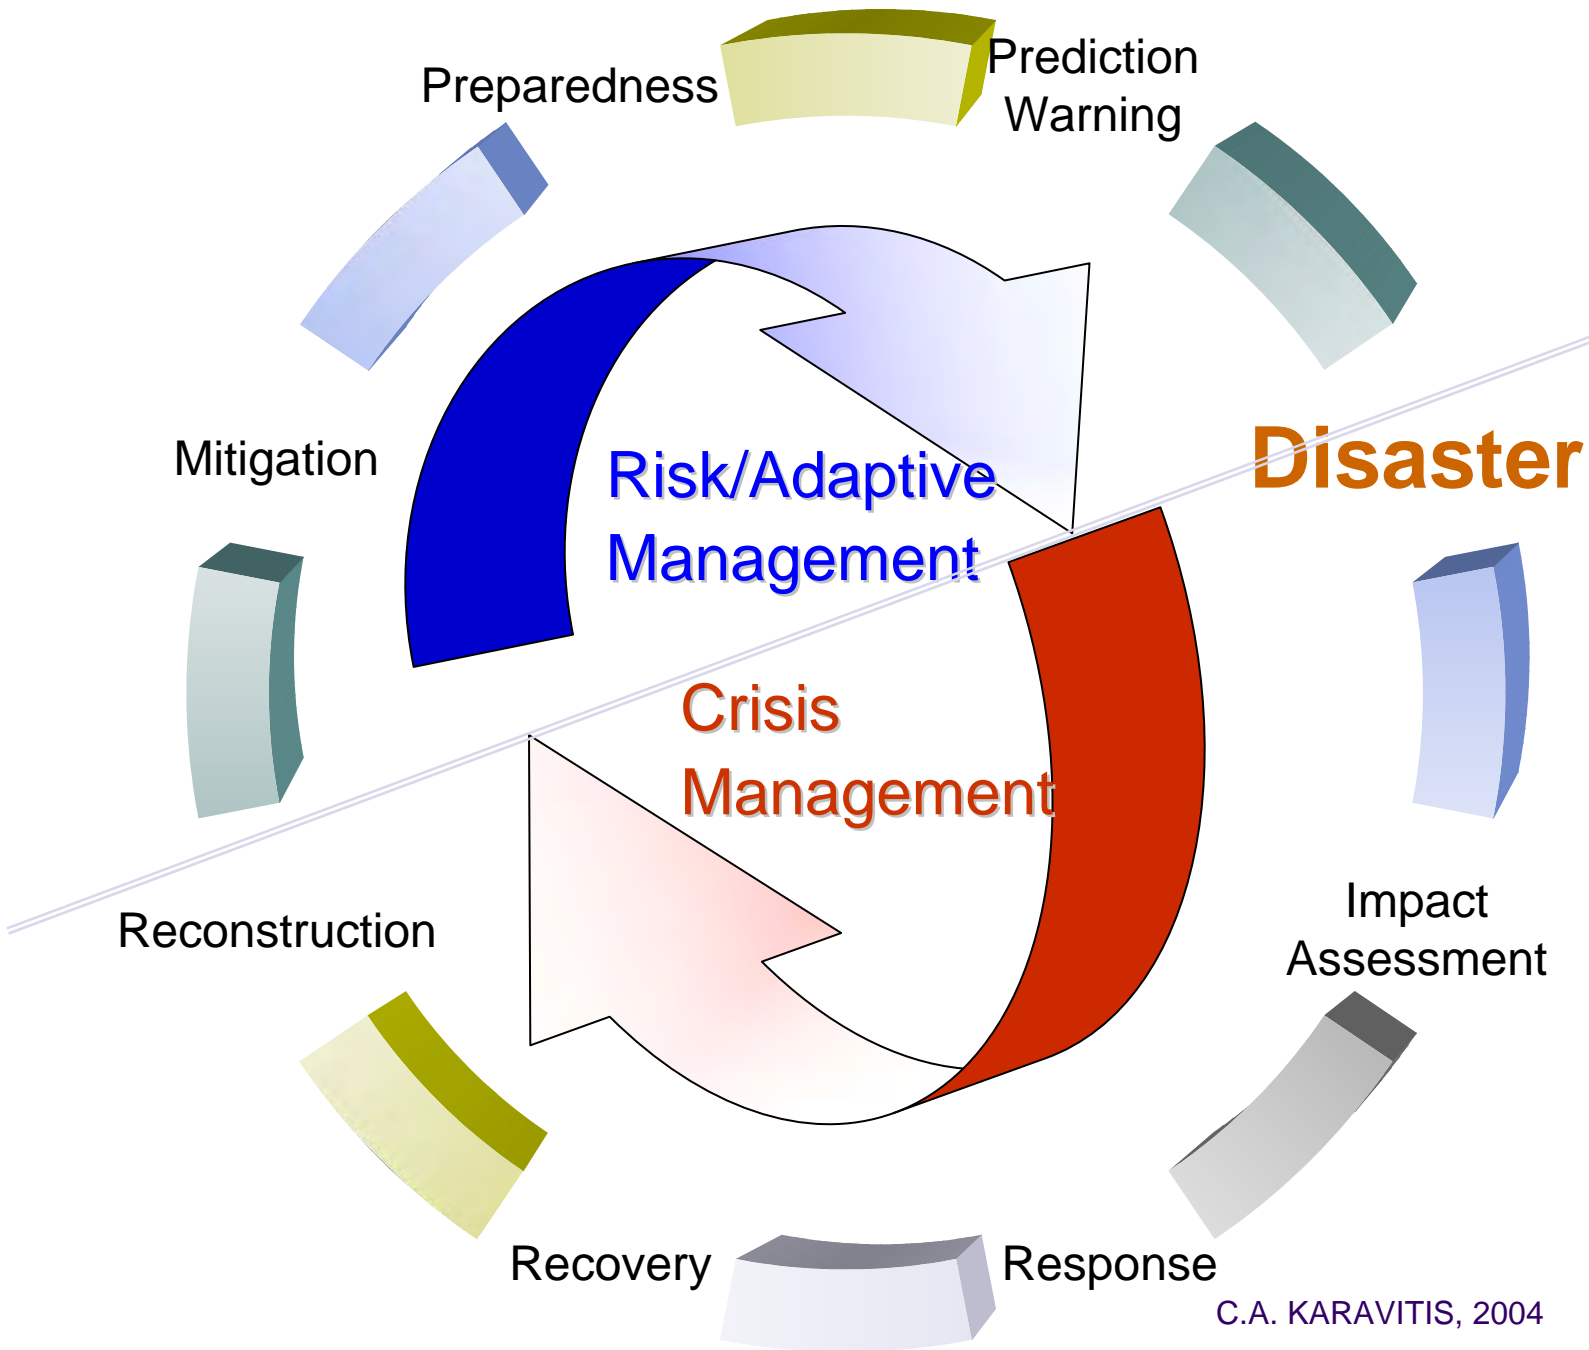 Prediction
Warning
Preparedness
Mitigation
Risk/Adaptive
Management
Disaster
Crisis
Management
Reconstruction
Impact
Assessment
Recovery
Response
C.A. KARAVITIS, 2004